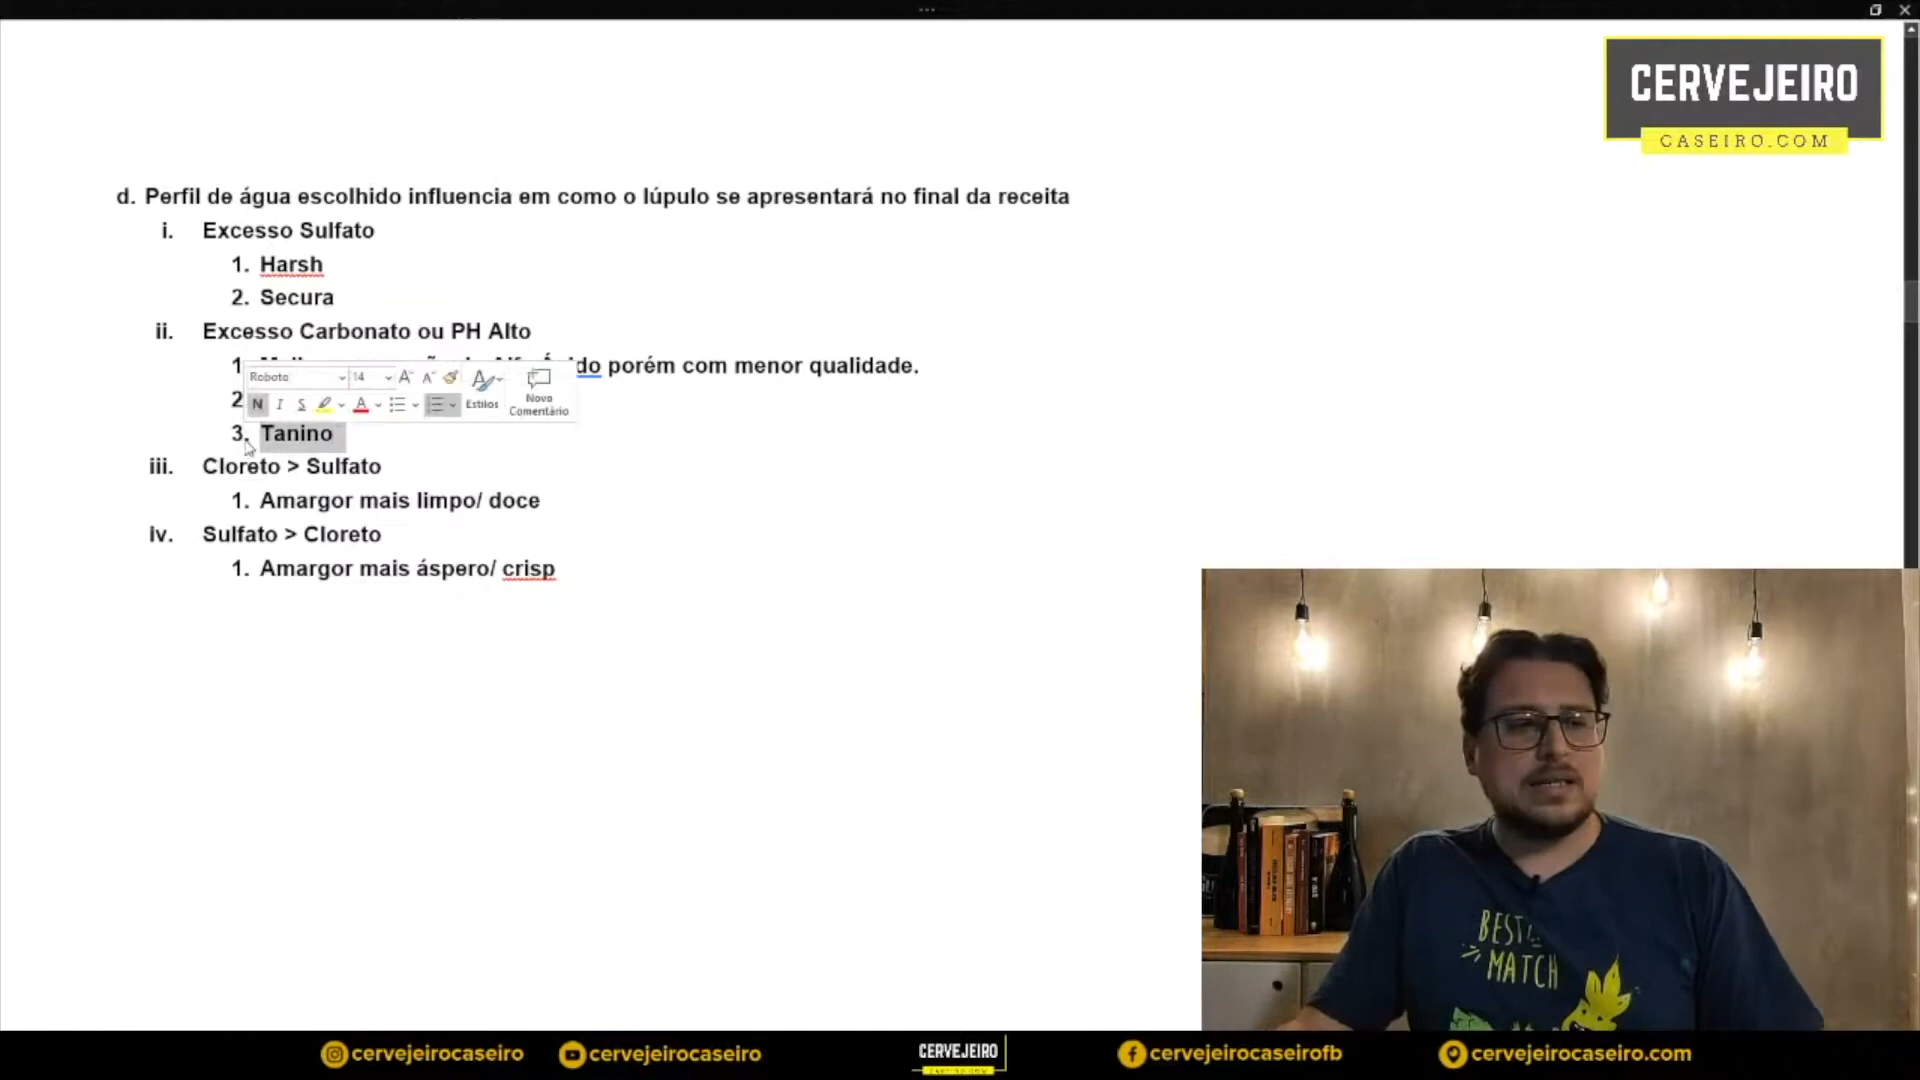 CERVEJEIRO
CASEIRO.COM
d. Perfil de água escolhido influencia em como o lúpulo se apresentará no final da receita
i. Excesso Sulfato
1. Harsh
2. Secura
ii. Excesso Carbonato ou PH Alto
1 do porém com menor qualidade.
Roboto 14
N I S Estilos Novo Comentário
2
3. Tanino
iii. Cloreto > Sulfato
1. Amargor mais limpo/ doce
iv. Sulfato > Cloreto
1. Amargor mais áspero/ crisp
BEST
MATCH
cervejeirocaseiro cervejeirocaseiro CERVEJEIRO cervejeirocaseirofb cervejeirocaseiro.com